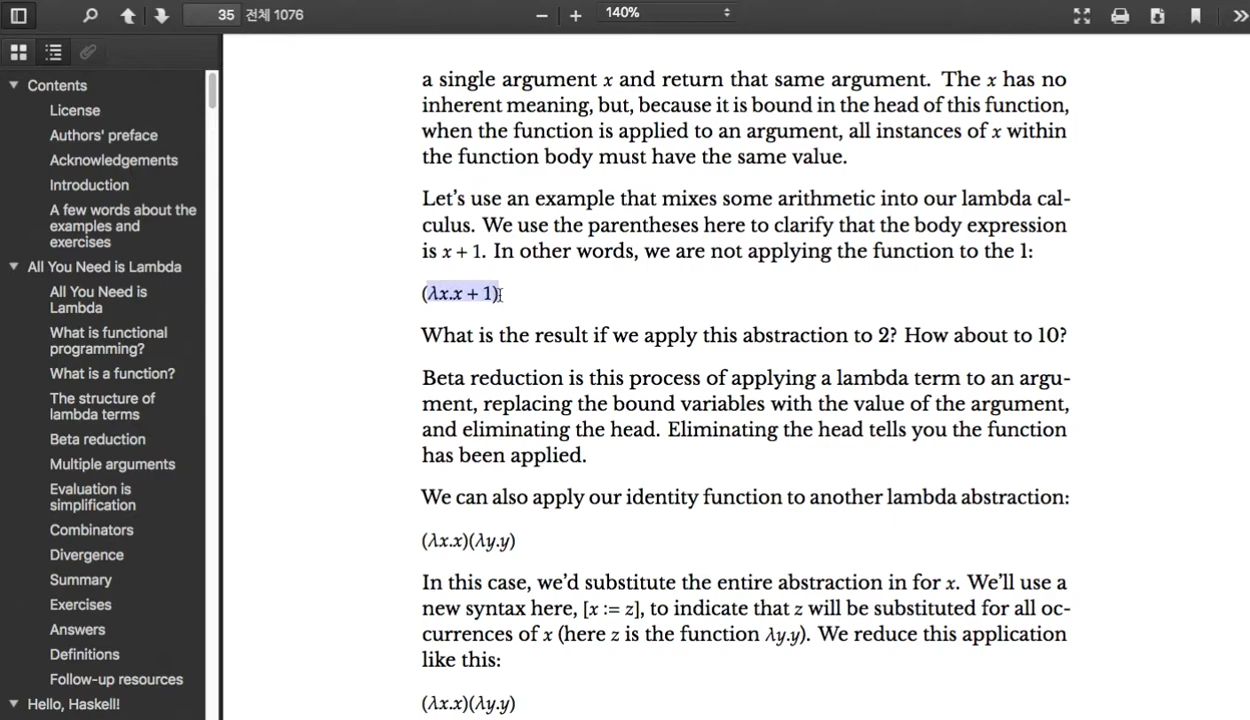 35 전체 1076
140%
Contents
License
Authors' preface
Acknowledgements
Introduction
A few words about the
examples and
exercises
All You Need is Lambda
All You Need is
Lambda
What is functional
programming?
What is a function?
The structure of
lambda terms
Beta reduction
Multiple arguments
Evaluation is
simplification
Combinators
Divergence
Summary
Exercises
Answers
Definitions
Follow-up resources
Hello, Haskell!
a single argument x and return that same argument. The x has no
inherent meaning, but, because it is bound in the head of this function,
when the function is applied to an argument, all instances of x within
the function body must have the same value.
Let's use an example that mixes some arithmetic into our lambda cal-
culus. We use the parentheses here to clarify that the body expression
is x + 1. In other words, we are not applying the function to the 1:
(λx.x + 1)
What is the result if we apply this abstraction to 2? How about to 10?
Beta reduction is this process of applying a lambda term to an argu-
ment, replacing the bound variables with the value of the argument,
and eliminating the head. Eliminating the head tells you the function
has been applied.
We can also apply our identity function to another lambda abstraction:
(λx.x)(λy.y)
In this case, we'd substitute the entire abstraction in for x. We'll use a
new syntax here, [x := z], to indicate that z will be substituted for all oc-
currences of x (here z is the function λy.y). We reduce this application
like this:
(λx.x)(λy.y)